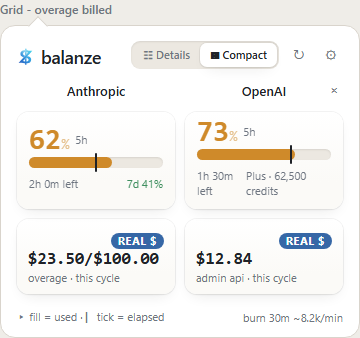 Grid - overage billed
balanze
Details
Compact
Anthropic
OpenAI
×
62% 5h
2h 0m left
7d 41%
73% 5h
1h 30m left
Plus · 62,500 credits
REAL $
$23.50/$100.00
overage · this cycle
REAL $
$12.84
admin api · this cycle
▸ fill = used · | tick = elapsed
burn 30m ~8.2k/min